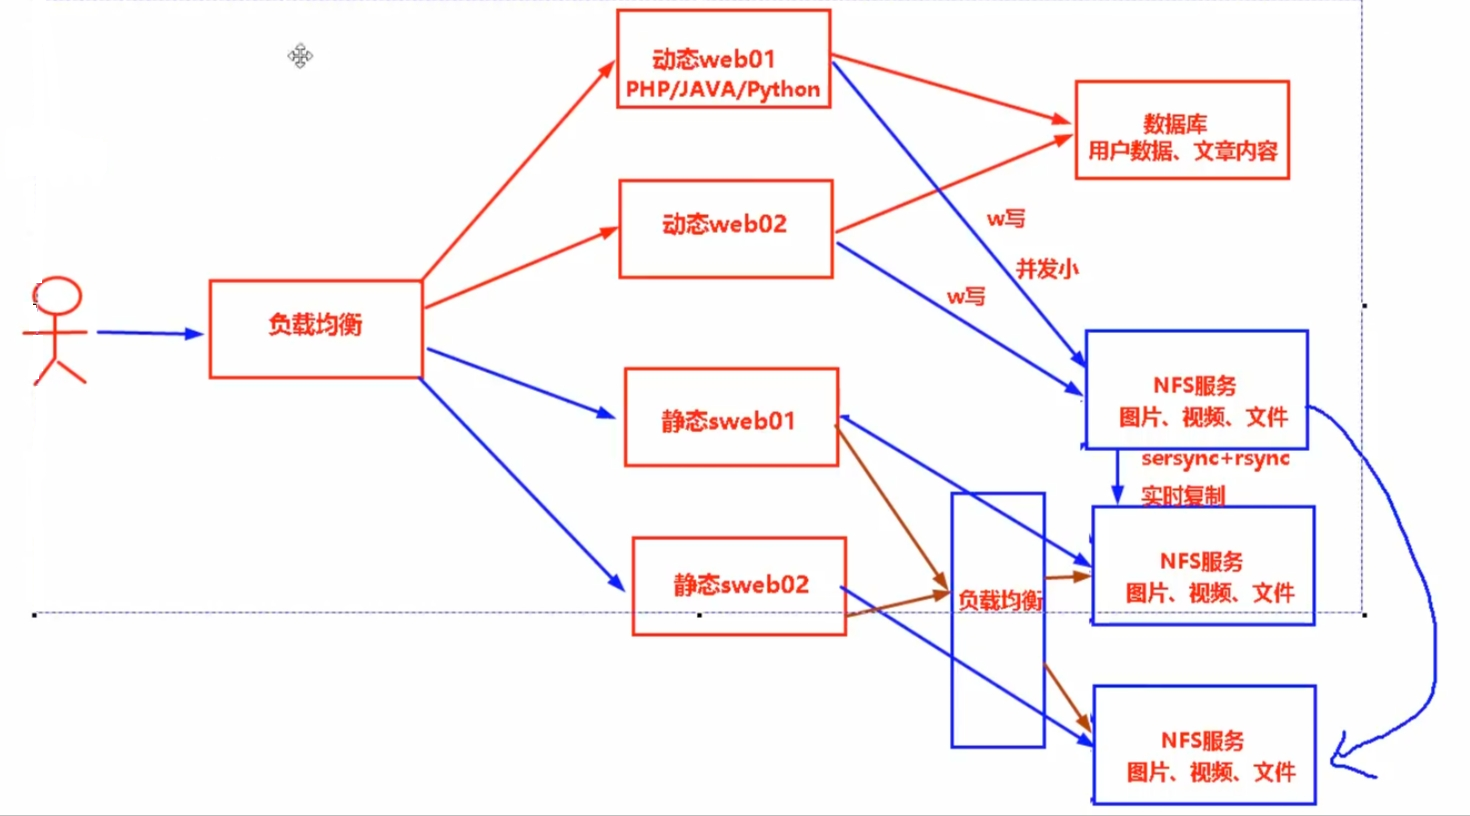 动态web01
PHP/JAVA/Python
数据库
用户数据、文章内容
动态web02
w写
并发小
w写
负载均衡
NFS服务
图片、视频、文件
静态sweb01
sersync+rsync
实时复制
NFS服务
图片、视频、文件
静态sweb02
负载均衡
NFS服务
图片、视频、文件